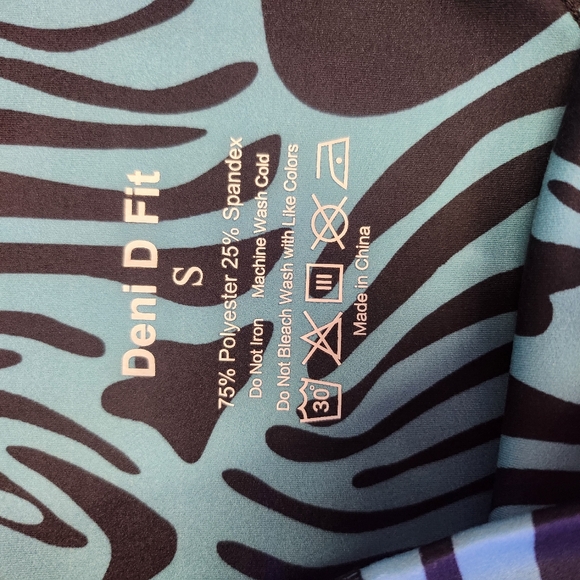 Deni D Fit
S
75% Polyester 25% Spandex
Do Not Iron Machine Wash Cold
Do Not Bleach Wash with Like Colors
30°
Made in China